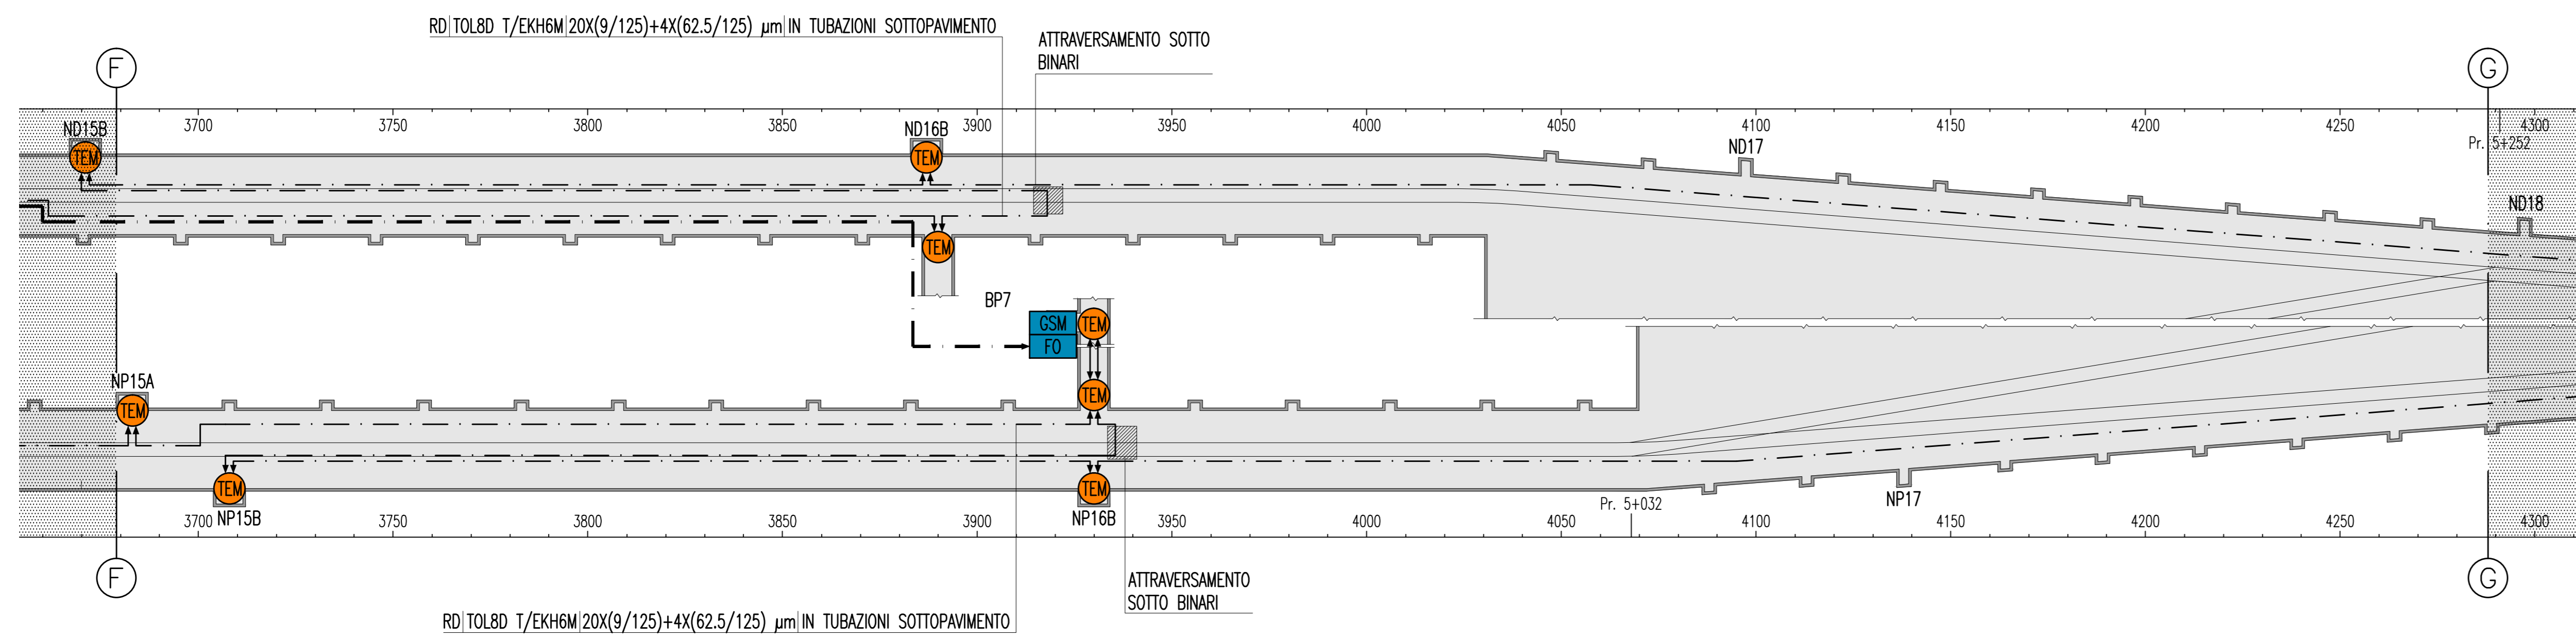 RD TOL8D T/EKH6M 20X(9/125)+4X(62.5/125) µm IN TUBAZIONI SOTTOPAVIMENTO
ATTRAVERSAMENTO SOTTO
BINARI
F
G
3700 3750 3800 3850 3900 3950 4000 4050 4100 4150 4200 4250 4300
ND15B
ND16B
ND17
Pr. 5+252
ND18
TEM
TEM
TEM
BP7
GSM
FO
TEM
TEM
NP15A
TEM
TEM
TEM
NP15B
NP16B
NP17
Pr. 5+032
3700 3750 3800 3850 3900 3950 4000 4050 4100 4150 4200 4250 4300
F
G
ATTRAVERSAMENTO
SOTTO BINARI
RD TOL8D T/EKH6M 20X(9/125)+4X(62.5/125) µm IN TUBAZIONI SOTTOPAVIMENTO